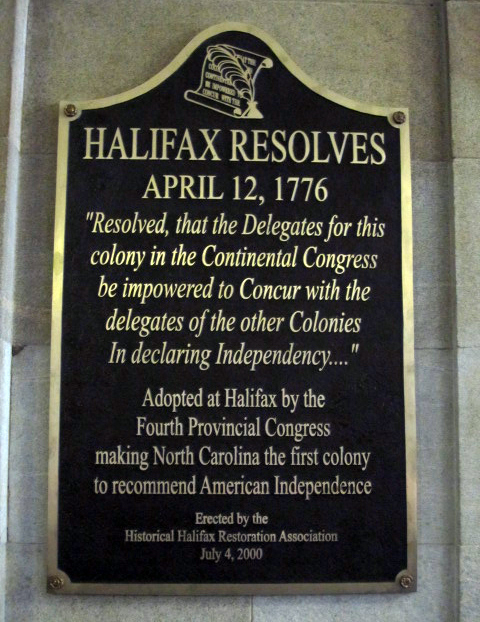 HALIFAX RESOLVES
APRIL 12, 1776
"Resolved, that the Delegates for this
colony in the Continental Congress
be impowered to Concur with the
delegates of the other Colonies
In declaring Independency...."
Adopted at Halifax by the
Fourth Provincial Congress
making North Carolina the first colony
to recommend American Independence
Erected by the
Historical Halifax Restoration Association
July 4, 2000